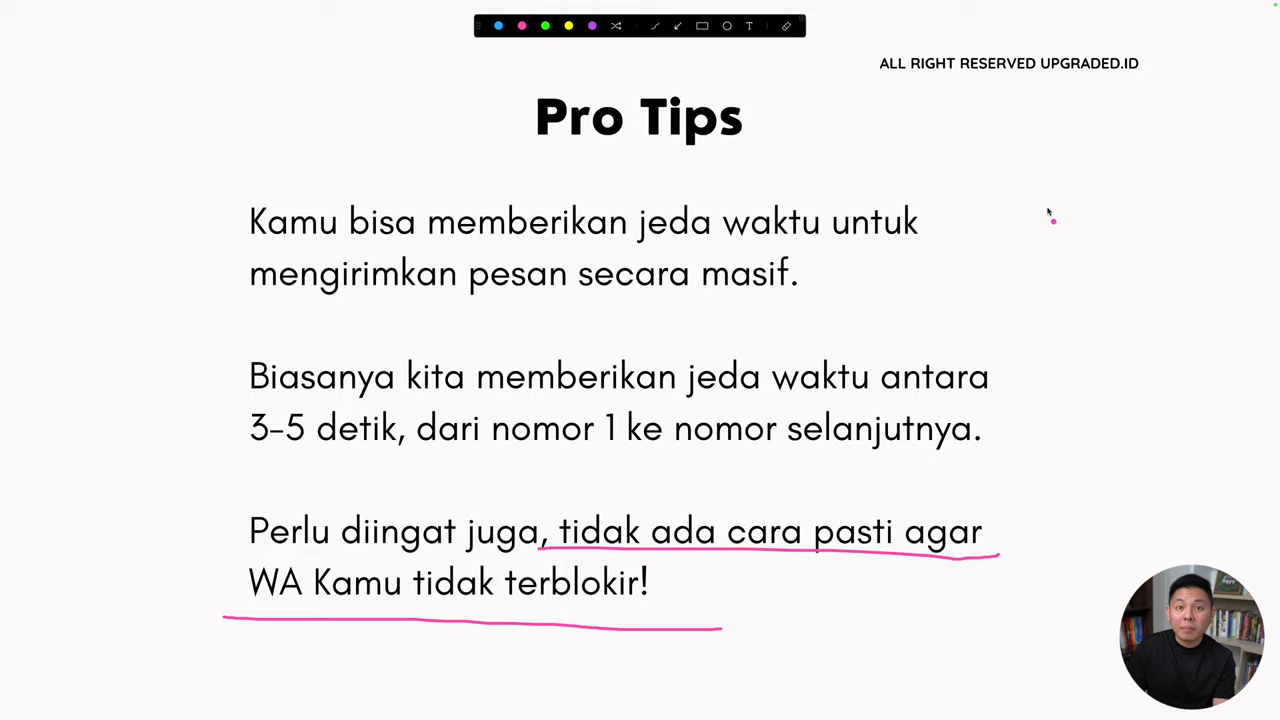 ALL RIGHT RESERVED UPGRADED.ID
Pro Tips
Kamu bisa memberikan jeda waktu untuk
mengirimkan pesan secara masif.
Biasanya kita memberikan jeda waktu antara
3-5 detik, dari nomor 1 ke nomor selanjutnya.
Perlu diingat juga, tidak ada cara pasti agar
WA Kamu tidak terblokir!